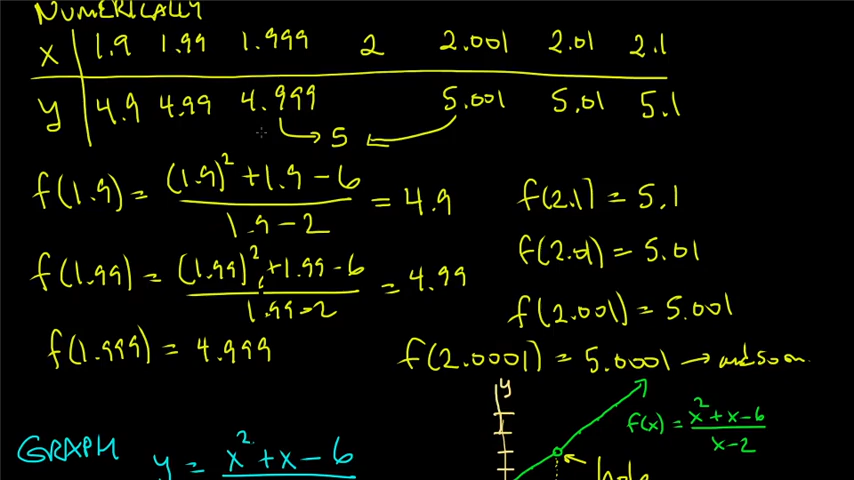 NUMERICALLY
x 1.9 1.99 1.999 2 2.001 2.01 2.1
y 4.9 4.99 4.999 5.001 5.01 5.1
→ 5 ←
f(1.9) = (1.9)² + 1.9 - 6 / 1.9 - 2 = 4.9
f(2.1) = 5.1
f(1.99) = (1.99)² + 1.99 - 6 / 1.99 - 2 = 4.99
f(2.01) = 5.01
f(1.999) = 4.999
f(2.001) = 5.001
f(2.0001) = 5.0001 → and so on.
y
f(x) = x² + x - 6 / x - 2
GRAPH y = x² + x - 6
hole